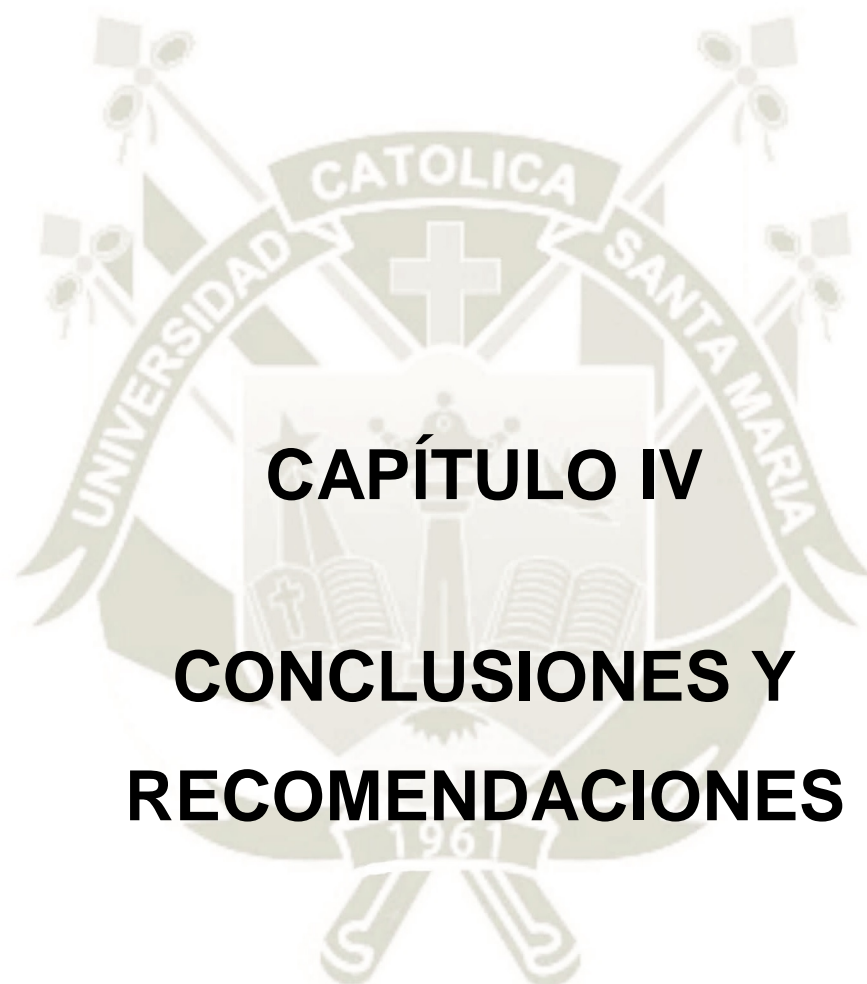 UNIVERSIDAD CATOLICA SANTA MARIA
CAPÍTULO IV
CONCLUSIONES Y
RECOMENDACIONES
1961